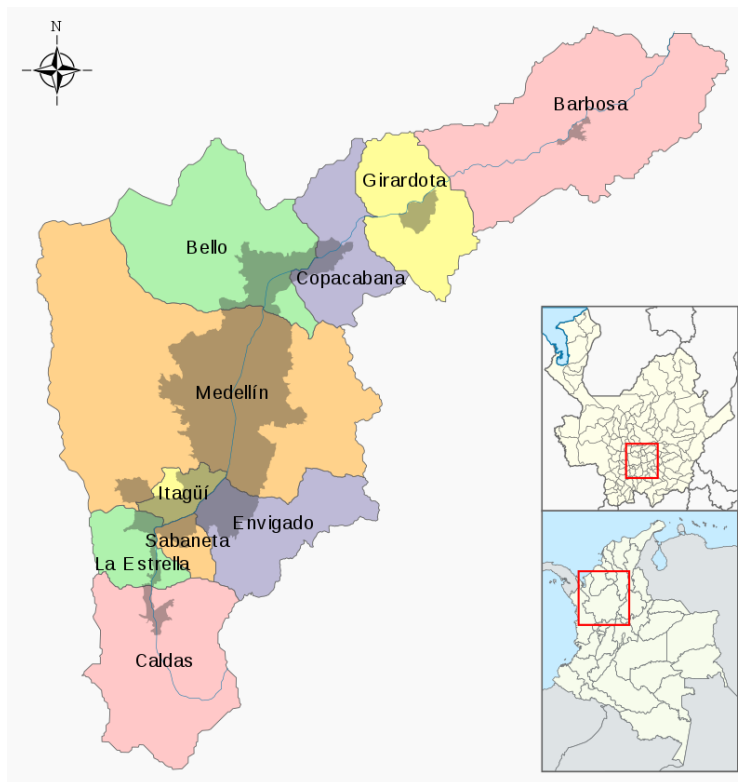 N
Barbosa
Girardota
Bello
Copacabana
Medellín
Itagüí
Envigado
Sabaneta
La Estrella
Caldas